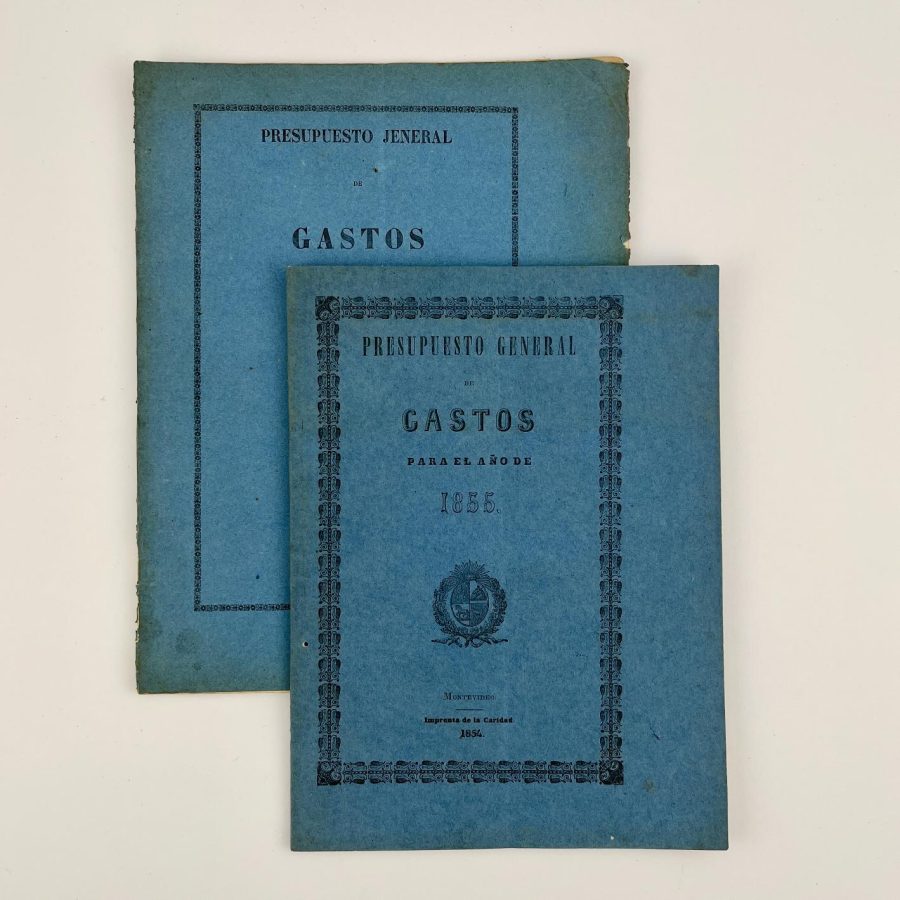 PRESUPUESTO JENERAL
DE
GASTOS
PRESUPUESTO GENERAL
DE
GASTOS
PARA EL AÑO DE
1855.
MONTEVIDEO
Imprenta de la Caridad
1854.